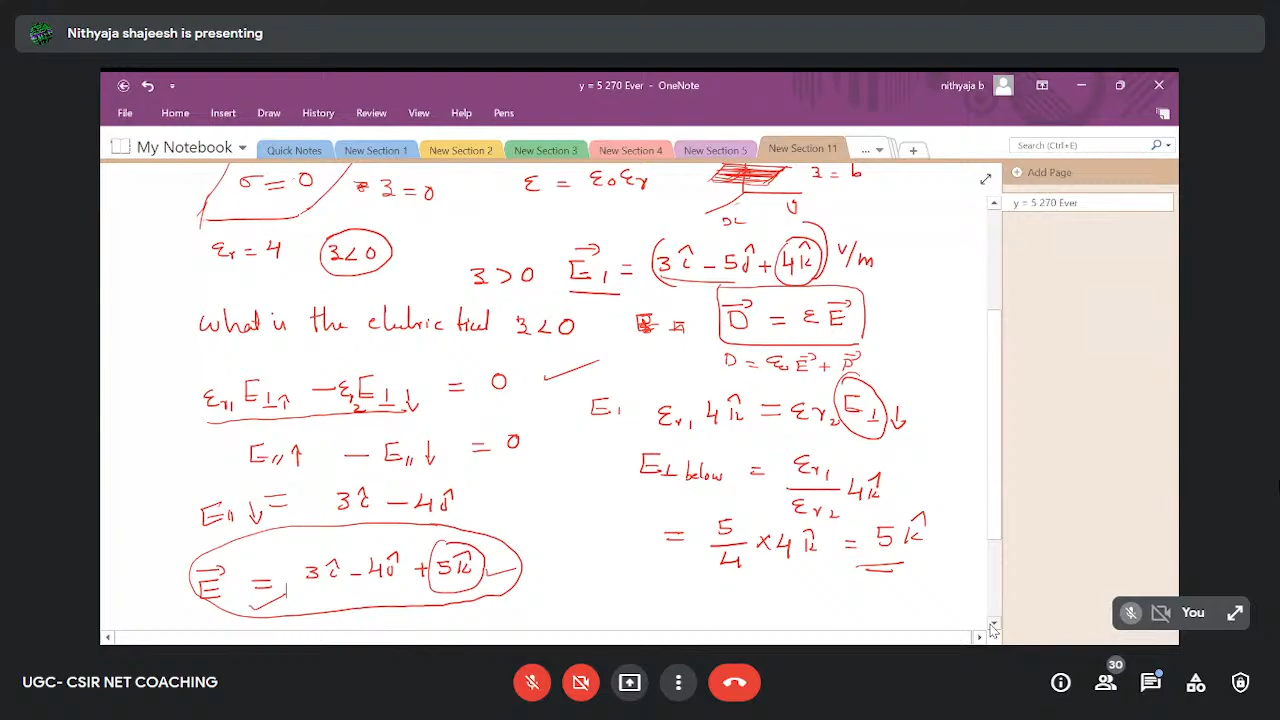 Nithyaja shajeesh is presenting
y = 5 270 Ever - OneNote
nithyaja b
File Home Insert Draw History Review View Help Pens
My Notebook
Quick Notes New Section 1 New Section 2 New Section 3 New Section 4 New Section 5 New Section 11 ...
Search (Ctrl+E)
Add Page
y = 5 270 Ever
σ = 0
z = 0
ε = ε₀εr
z = b
x
y
εr = 4 z<0
z > 0 E⃗₁ = (3î - 5ĵ + 4k̂) V/m
What is the electric field z<0
D⃗ = εE⃗
D = ε₀E⃗ + P⃗
εr₁E⊥↑ - εr₂E⊥↓ = 0
E₁ εr₁ 4k̂ = εr₂ E⊥↓
E∥↑ - E∥↓ = 0
E⊥ below = εr₁/εr₂ 4k̂
E∥↓ = 3î - 4ĵ
= 5/4 × 4k̂ = 5k̂
E⃗ = 3î - 4ĵ + 5k̂
You
UGC- CSIR NET COACHING
30